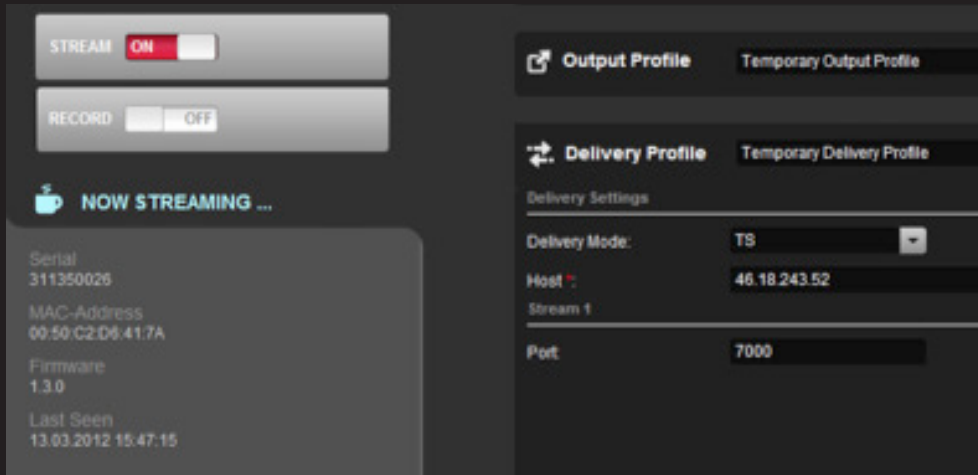 STREAM ON
RECORD OFF
NOW STREAMING ...
Serial
311350026
MAC-Address
00:50:C2:D6:41:7A
Firmware
1.3.0
Last Seen
13.03.2012 15:47:15
Output Profile Temporary Output Profile
Delivery Profile Temporary Delivery Profile
Delivery Settings
Delivery Mode: TS
Host *: 46.18.243.52
Stream 1
Port: 7000